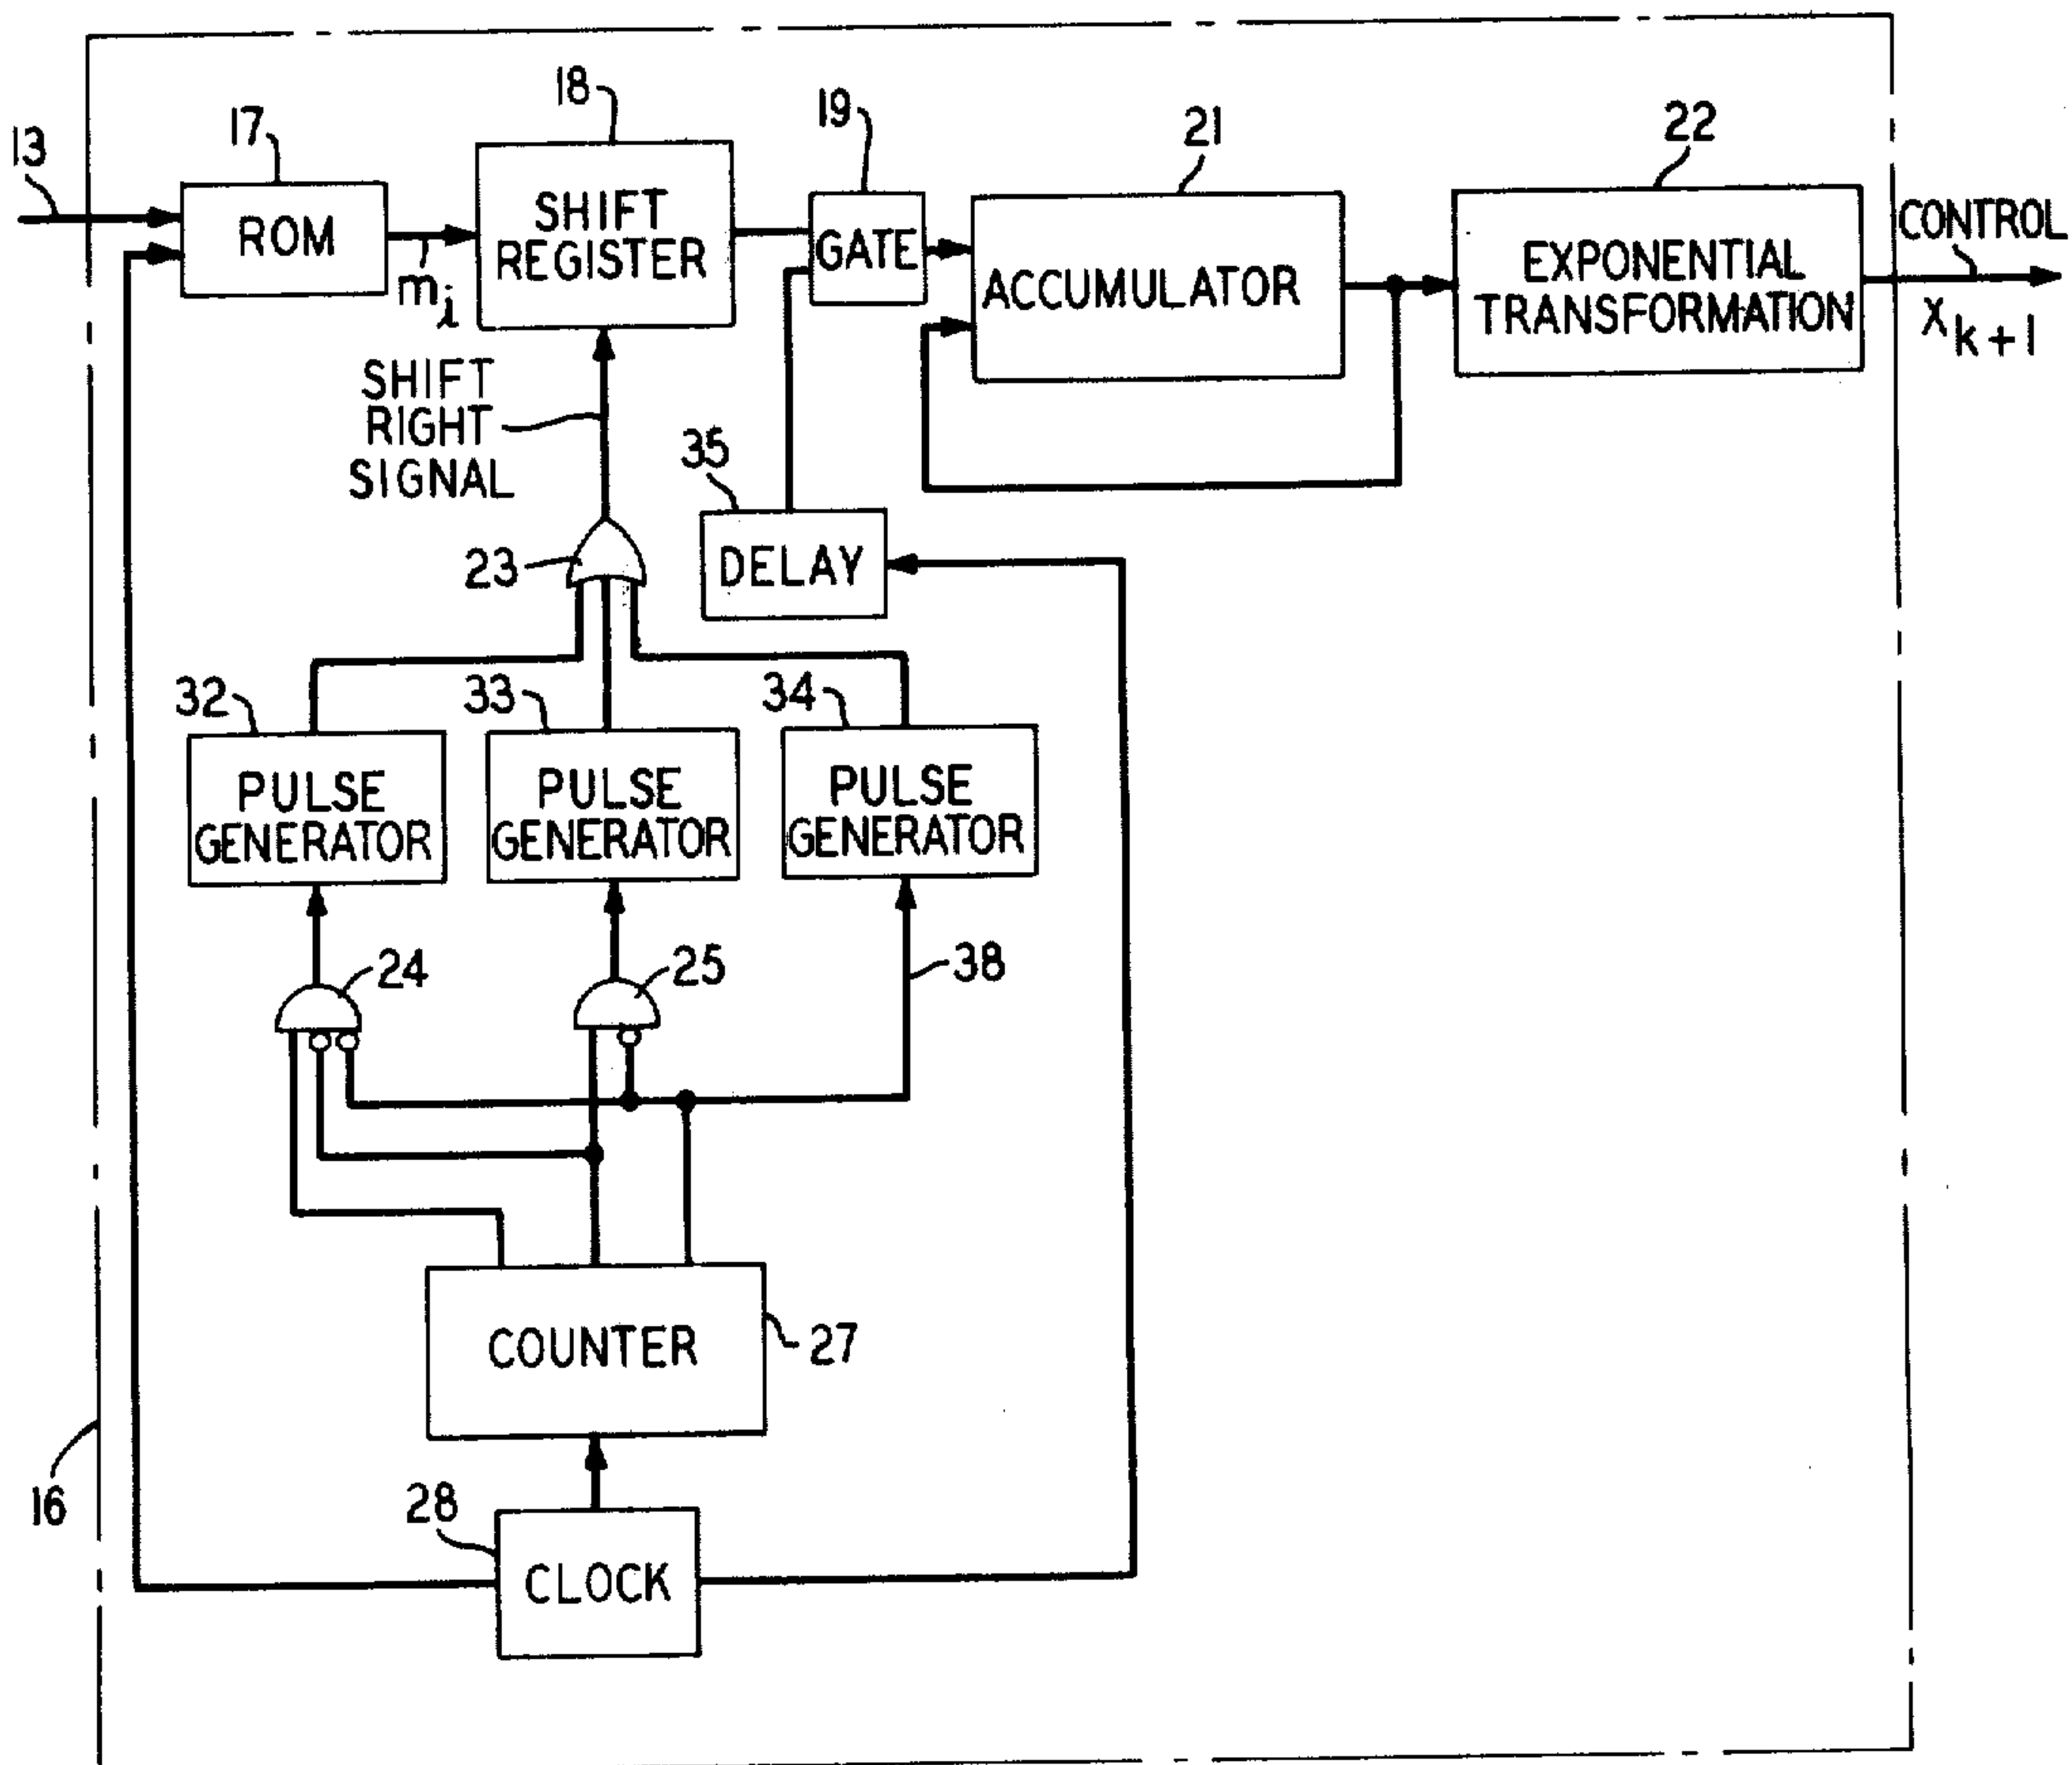 13
17
18
19
21
22
ROM
m i
SHIFT
REGISTER
GATE
ACCUMULATOR
EXPONENTIAL
TRANSFORMATION
CONTROL
X k+1
SHIFT
RIGHT
SIGNAL
35
23
DELAY
32
33
34
PULSE
GENERATOR
PULSE
GENERATOR
PULSE
GENERATOR
24
25
38
COUNTER
27
16
28
CLOCK